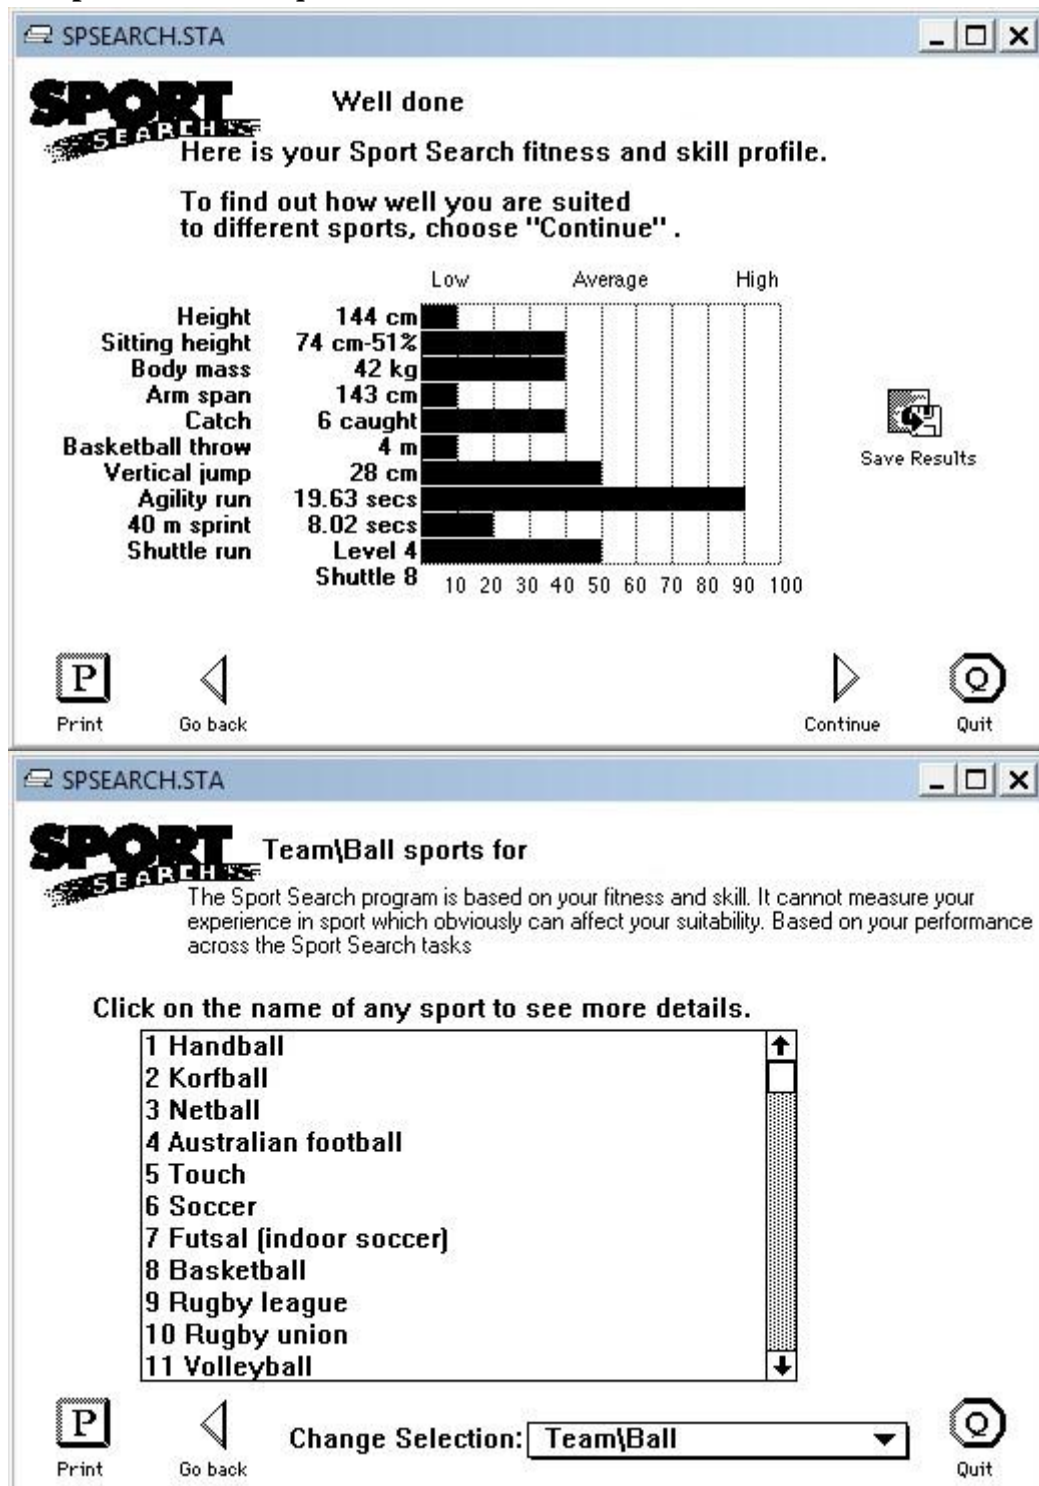 SPSEARCH.STA
SPORT
SEARCH
Well done
Here is your Sport Search fitness and skill profile.
To find out how well you are suited
to different sports, choose "Continue" .
Low Average High
Height 144 cm
Sitting height 74 cm-51%
Body mass 42 kg
Arm span 143 cm
Catch 6 caught
Basketball throw 4 m
Vertical jump 28 cm
Agility run 19.63 secs
40 m sprint 8.02 secs
Shuttle run Level 4
Shuttle 8
10 20 30 40 50 60 70 80 90 100
Save Results
P
Print
Go back
Continue
Q
Quit
SPSEARCH.STA
SPORT
SEARCH
Team\Ball sports for
The Sport Search program is based on your fitness and skill. It cannot measure your
experience in sport which obviously can affect your suitability. Based on your performance
across the Sport Search tasks
Click on the name of any sport to see more details.
1 Handball
2 Korfball
3 Netball
4 Australian football
5 Touch
6 Soccer
7 Futsal (indoor soccer)
8 Basketball
9 Rugby league
10 Rugby union
11 Volleyball
P
Print
Go back
Change Selection: Team\Ball
Q
Quit